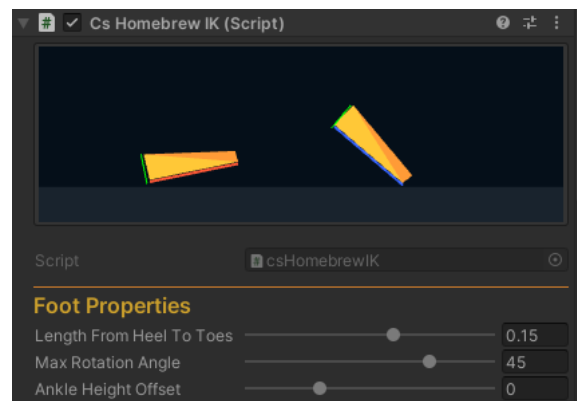 Cs Homebrew IK (Script)
Script csHomebrewIK
Foot Properties
Length From Heel To Toes 0.15
Max Rotation Angle 45
Ankle Height Offset 0